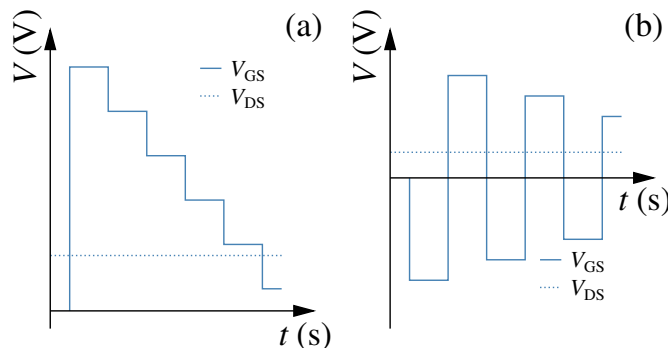 (a)
V (V)
V_GS
V_DS
t (s)
(b)
V (V)
t (s)
V_GS
V_DS